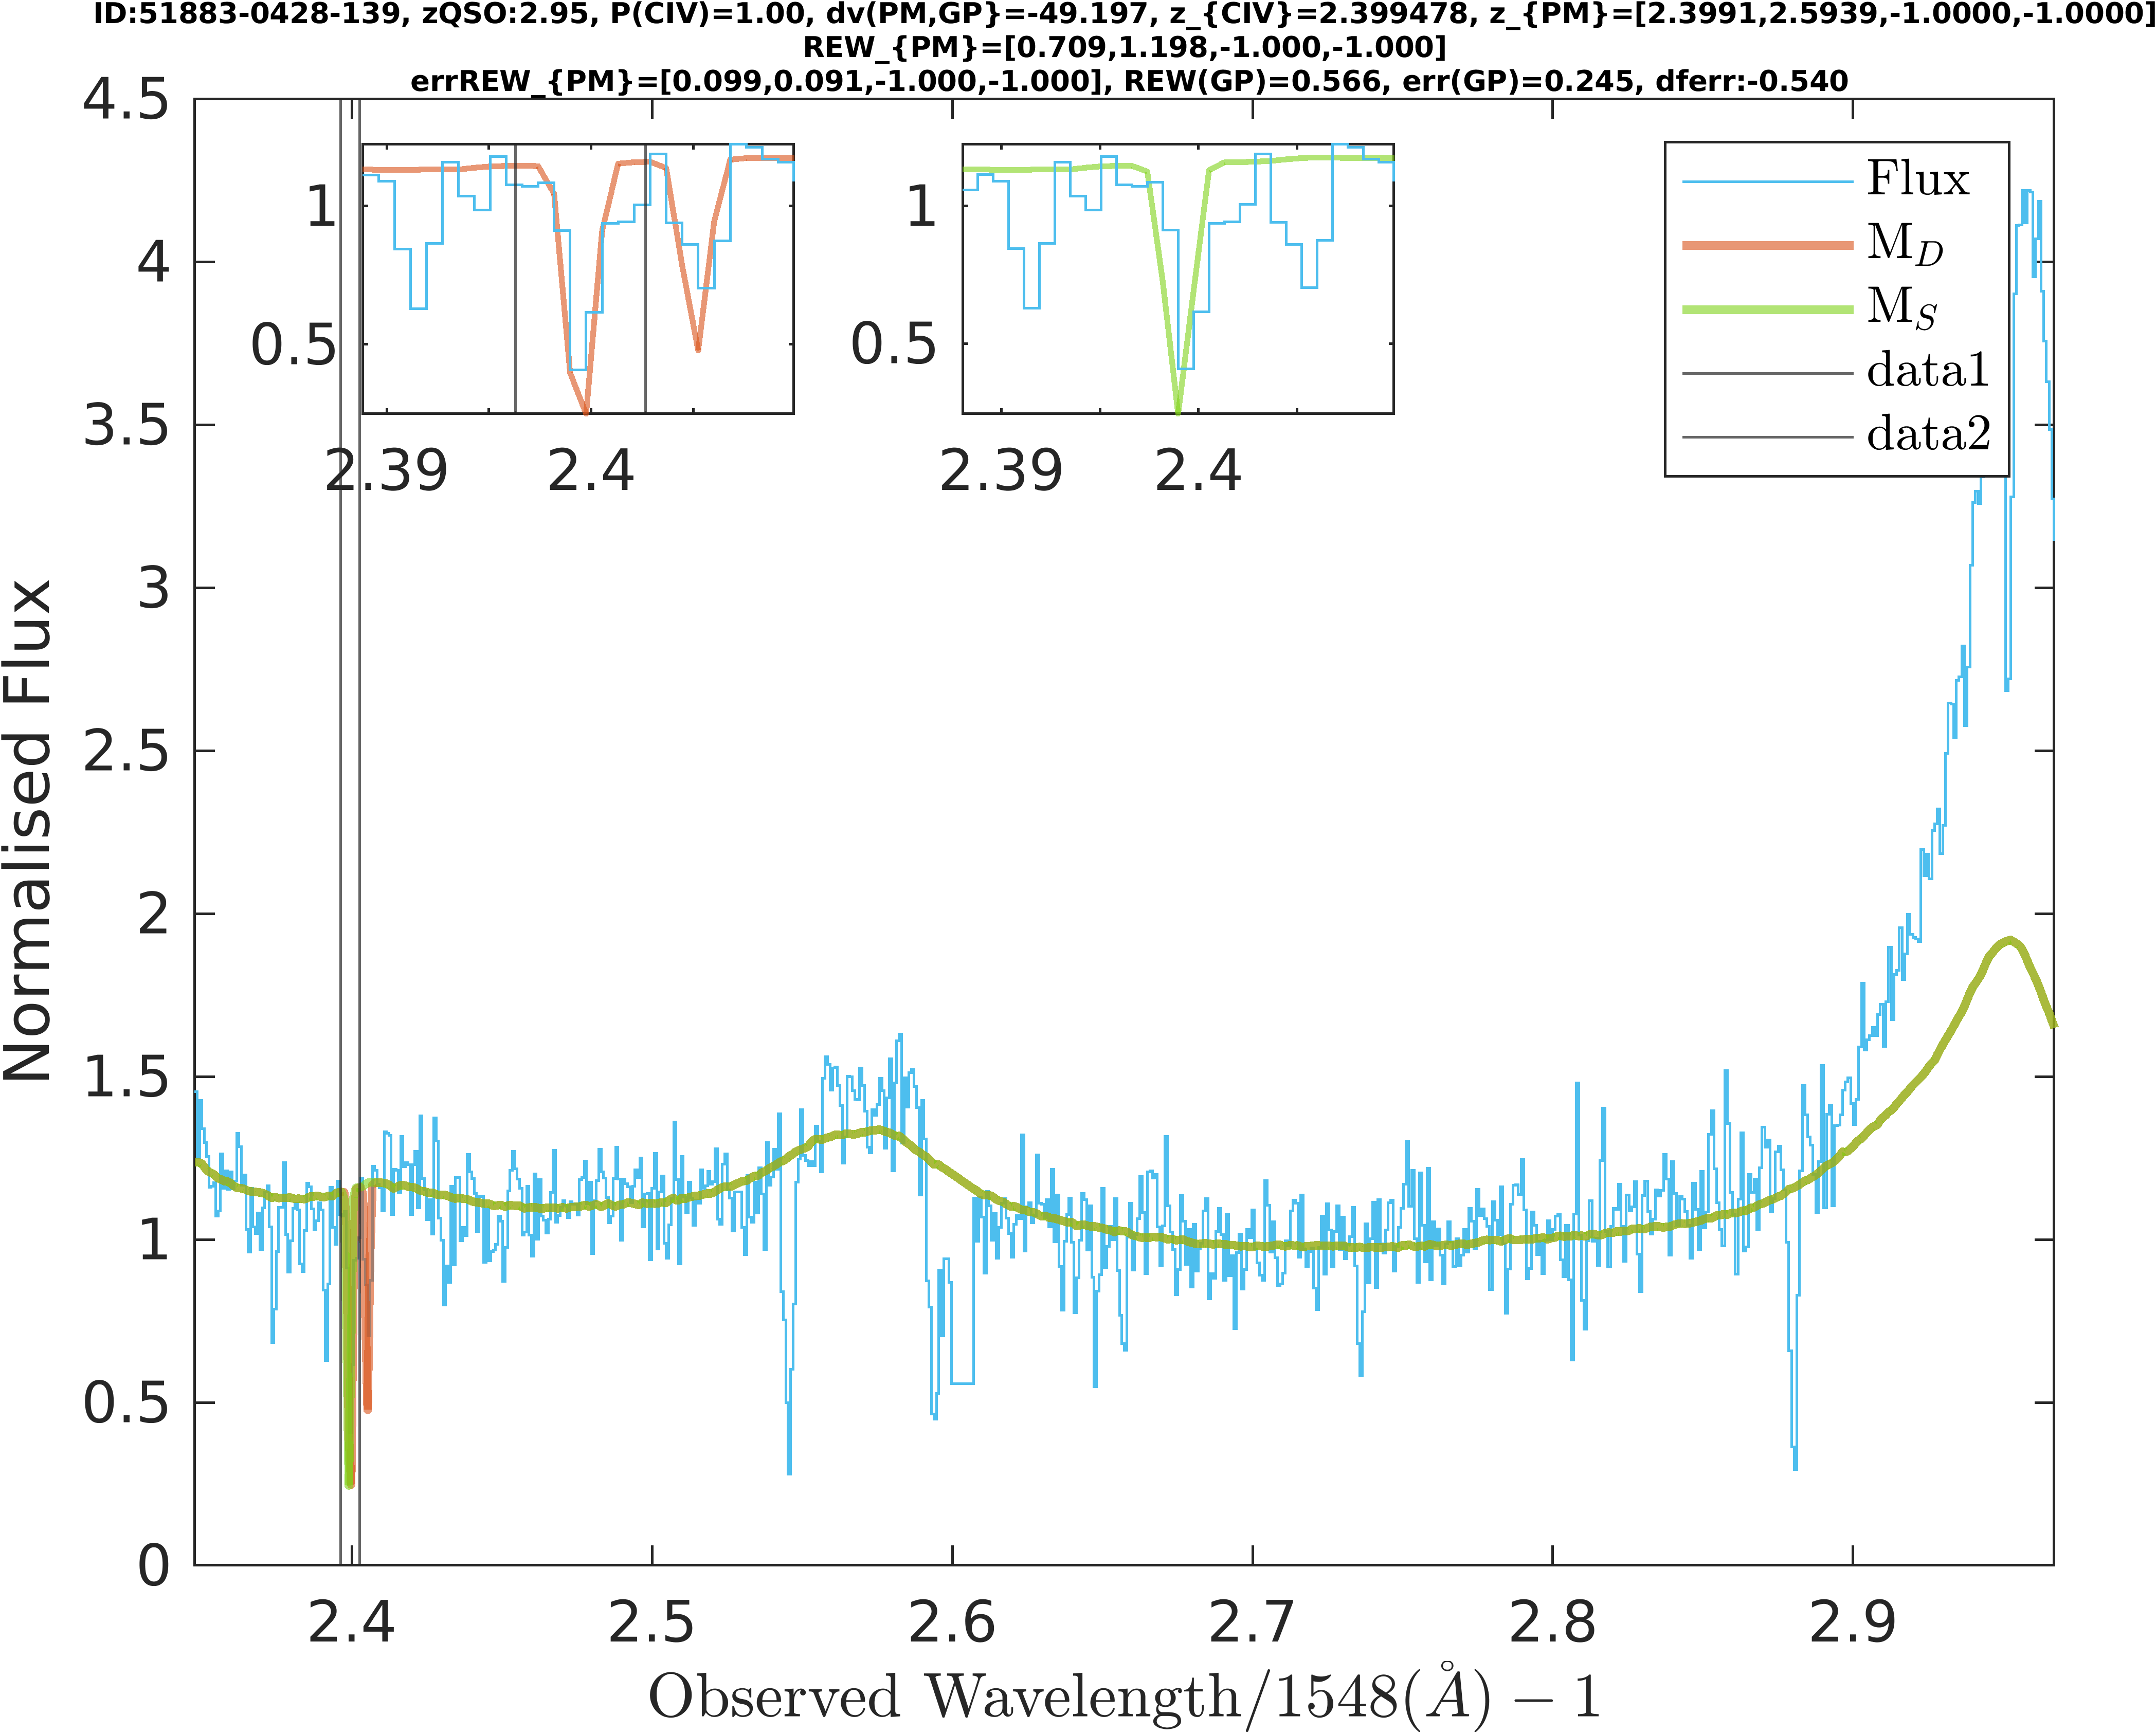 ID:51883-0428-139, zQSO:2.95, P(CIV)=1.00, dv(PM,GP}=-49.197, z_{CIV}=2.399478, z_{PM}=[2.3991,2.5939,-1.0000,-1.0000]
REW_{PM}=[0.709,1.198,-1.000,-1.000]
errREW_{PM}=[0.099,0.091,-1.000,-1.000], REW(GP)=0.566, err(GP)=0.245, dferr:-0.540
4.5
4
3.5
3
2.5
2
1.5
1
0.5
0
Normalised Flux
1
0.5
2.39 2.4
1
0.5
2.39 2.4
Flux
M_D
M_S
data1
data2
2.4 2.5 2.6 2.7 2.8 2.9
Observed Wavelength/1548(Å) − 1